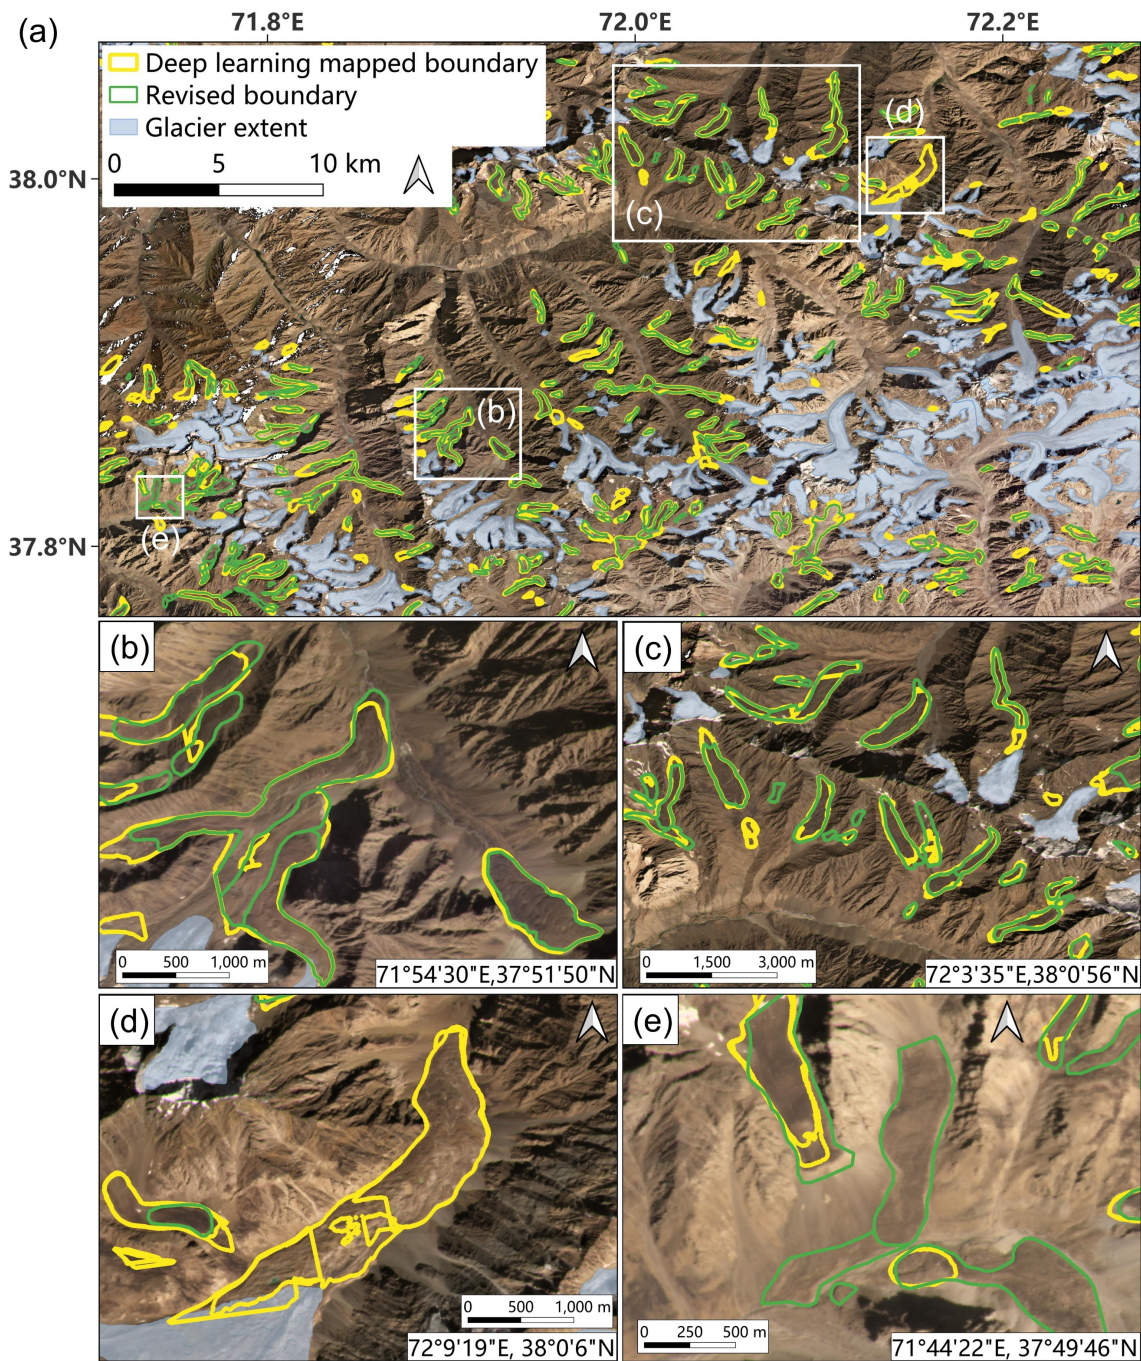 (a)
71.8°E 72.0°E 72.2°E
Deep learning mapped boundary
Revised boundary
Glacier extent
0 5 10 km
38.0°N
37.8°N
(c)
(d)
(b)
(e)
(b)
0 500 1,000 m
71°54'30"E,37°51'50"N
(c)
0 1,500 3,000 m
72°3'35"E,38°0'56"N
(d)
0 500 1,000 m
72°9'19"E, 38°0'6"N
(e)
0 250 500 m
71°44'22"E, 37°49'46"N